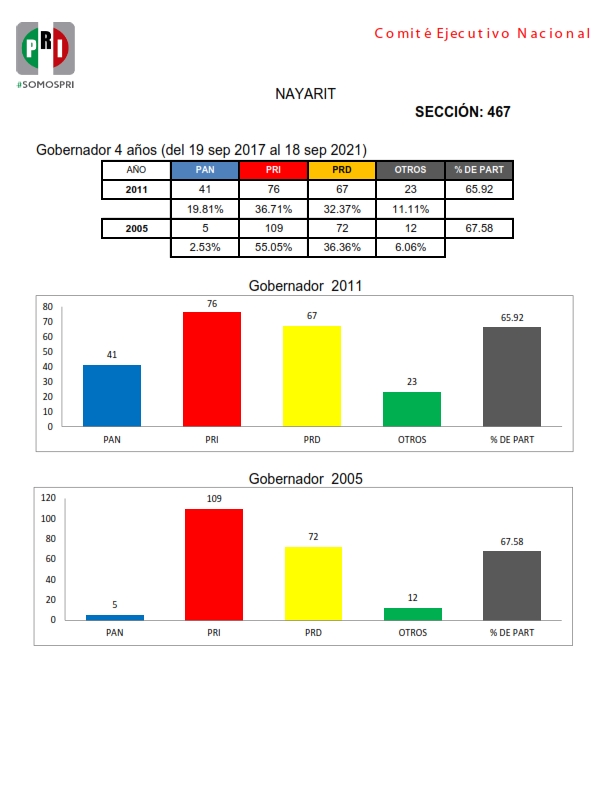 PRI
#SOMOSPRI
Comité Ejecutivo Nacional
NAYARIT
SECCIÓN: 467
Gobernador 4 años (del 19 sep 2017 al 18 sep 2021)
AÑO PAN PRI PRD OTROS % DE PART
2011 41 76 67 23 65.92
19.81% 36.71% 32.37% 11.11%
2005 5 109 72 12 67.58
2.53% 55.05% 36.36% 6.06%
Gobernador 2011
80
70
60
50
40
30
20
10
0
41
76
67
23
65.92
PAN PRI PRD OTROS % DE PART
Gobernador 2005
120
100
80
60
40
20
0
5
109
72
12
67.58
PAN PRI PRD OTROS % DE PART